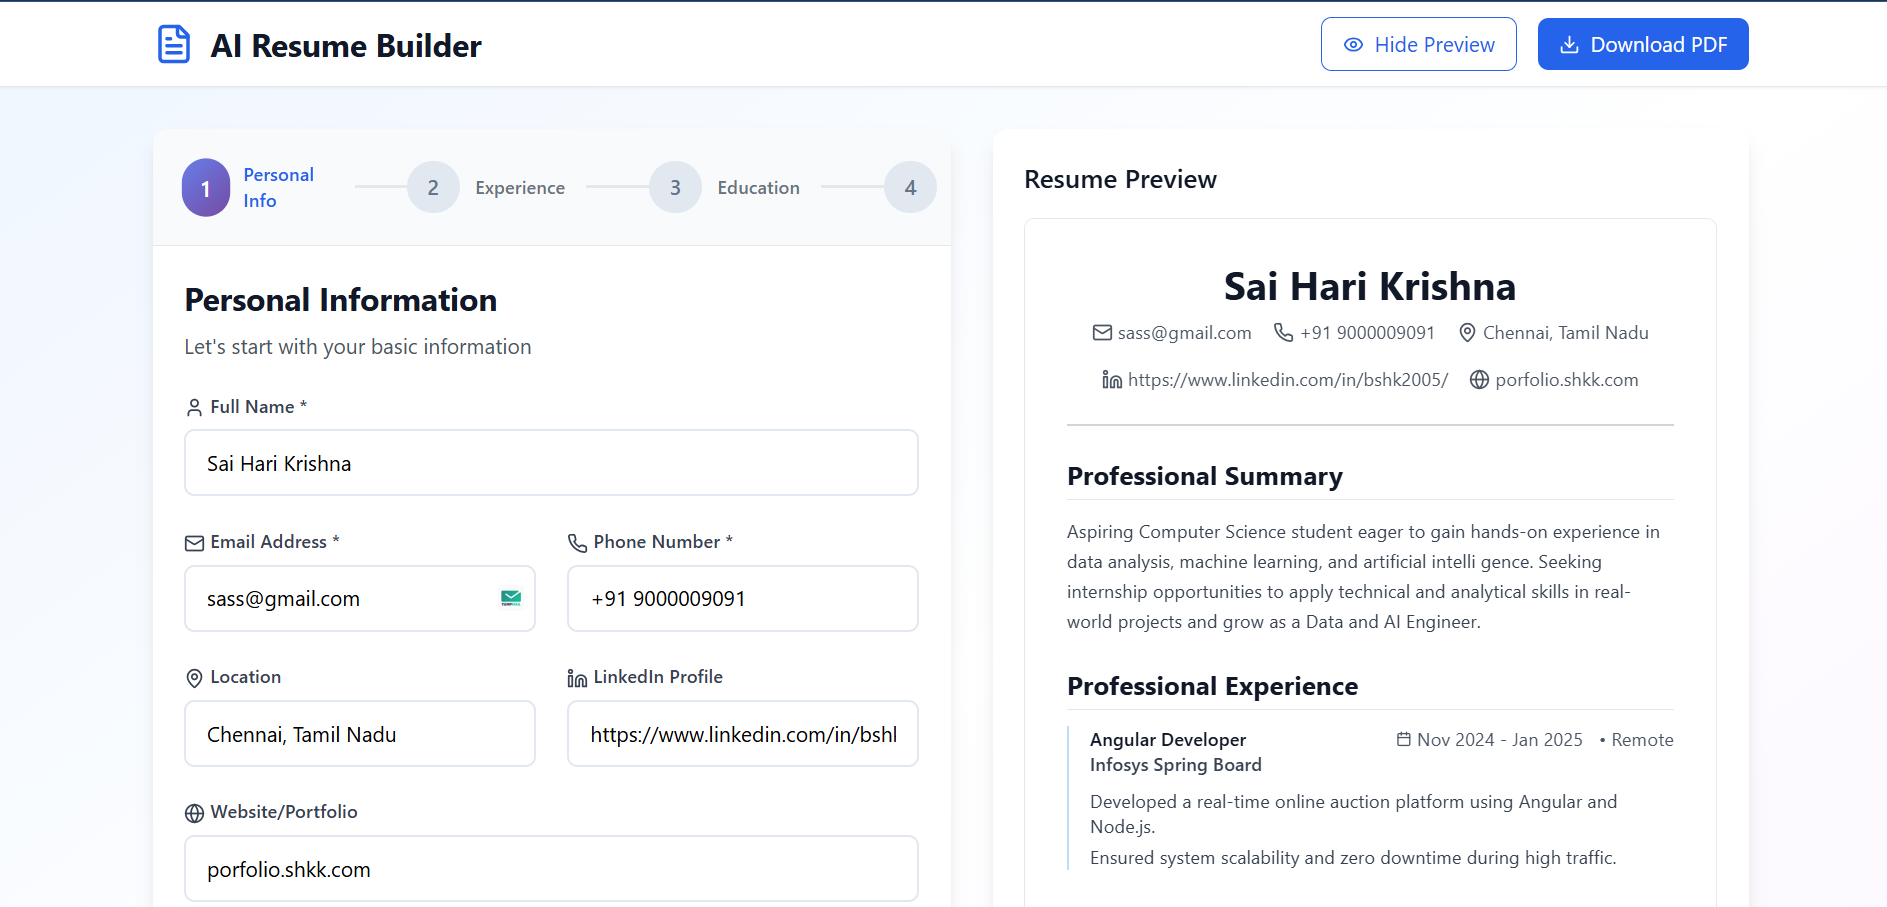 AI Resume Builder
Hide Preview
Download PDF
1
Personal
Info
2
Experience
3
Education
4
Personal Information
Let's start with your basic information
Full Name *
Sai Hari Krishna
Email Address *
Phone Number *
sass@gmail.com
+91 9000009091
Location
LinkedIn Profile
Chennai, Tamil Nadu
https://www.linkedin.com/in/bshl
Website/Portfolio
porfolio.shkk.com
Resume Preview
Sai Hari Krishna
sass@gmail.com +91 9000009091 Chennai, Tamil Nadu
https://www.linkedin.com/in/bshk2005/ porfolio.shkk.com
Professional Summary
Aspiring Computer Science student eager to gain hands-on experience in
data analysis, machine learning, and artificial intelli gence. Seeking
internship opportunities to apply technical and analytical skills in real-
world projects and grow as a Data and AI Engineer.
Professional Experience
Angular Developer
Nov 2024 - Jan 2025 • Remote
Infosys Spring Board
Developed a real-time online auction platform using Angular and
Node.js.
Ensured system scalability and zero downtime during high traffic.